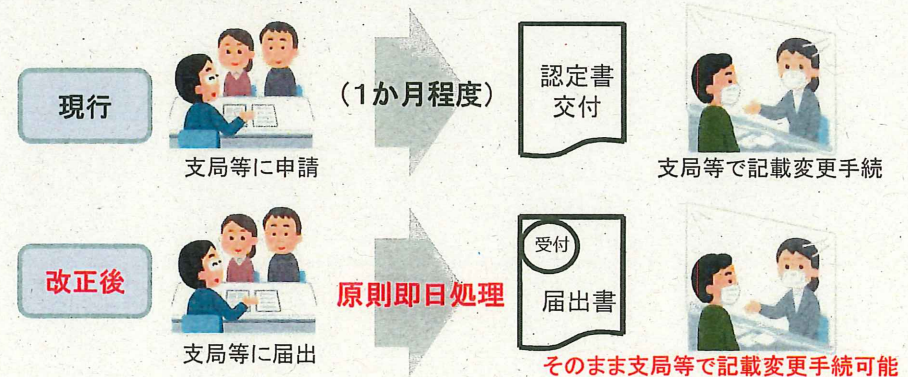 現行
支局等に申請
(1か月程度)
認定書
交付
支局等で記載変更手続
改正後
支局等に届出
原則即日処理
受付
届出書
そのまま支局等で記載変更手続可能